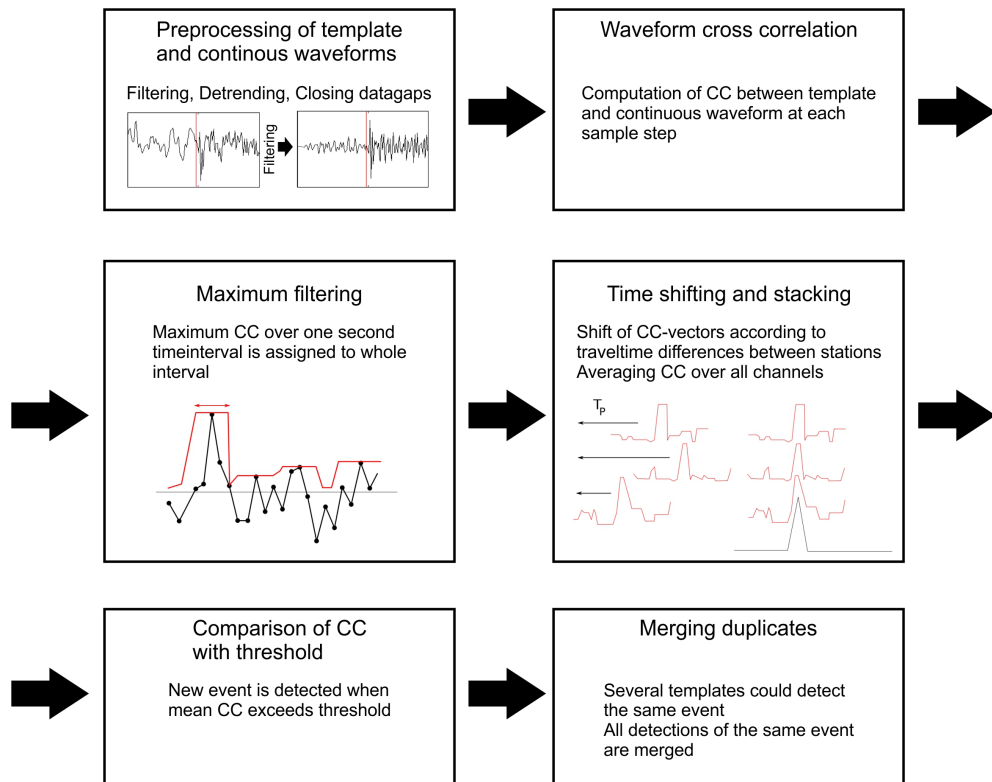 Preprocessing of template
and continous waveforms
Filtering, Detrending, Closing datagaps
Filtering
Waveform cross correlation
Computation of CC between template
and continuous waveform at each
sample step
Maximum filtering
Maximum CC over one second
timeinterval is assigned to whole
interval
Time shifting and stacking
Shift of CC-vectors according to
traveltime differences between stations
Averaging CC over all channels
TP
Comparison of CC
with threshold
New event is detected when
mean CC exceeds threshold
Merging duplicates
Several templates could detect
the same event
All detections of the same event
are merged